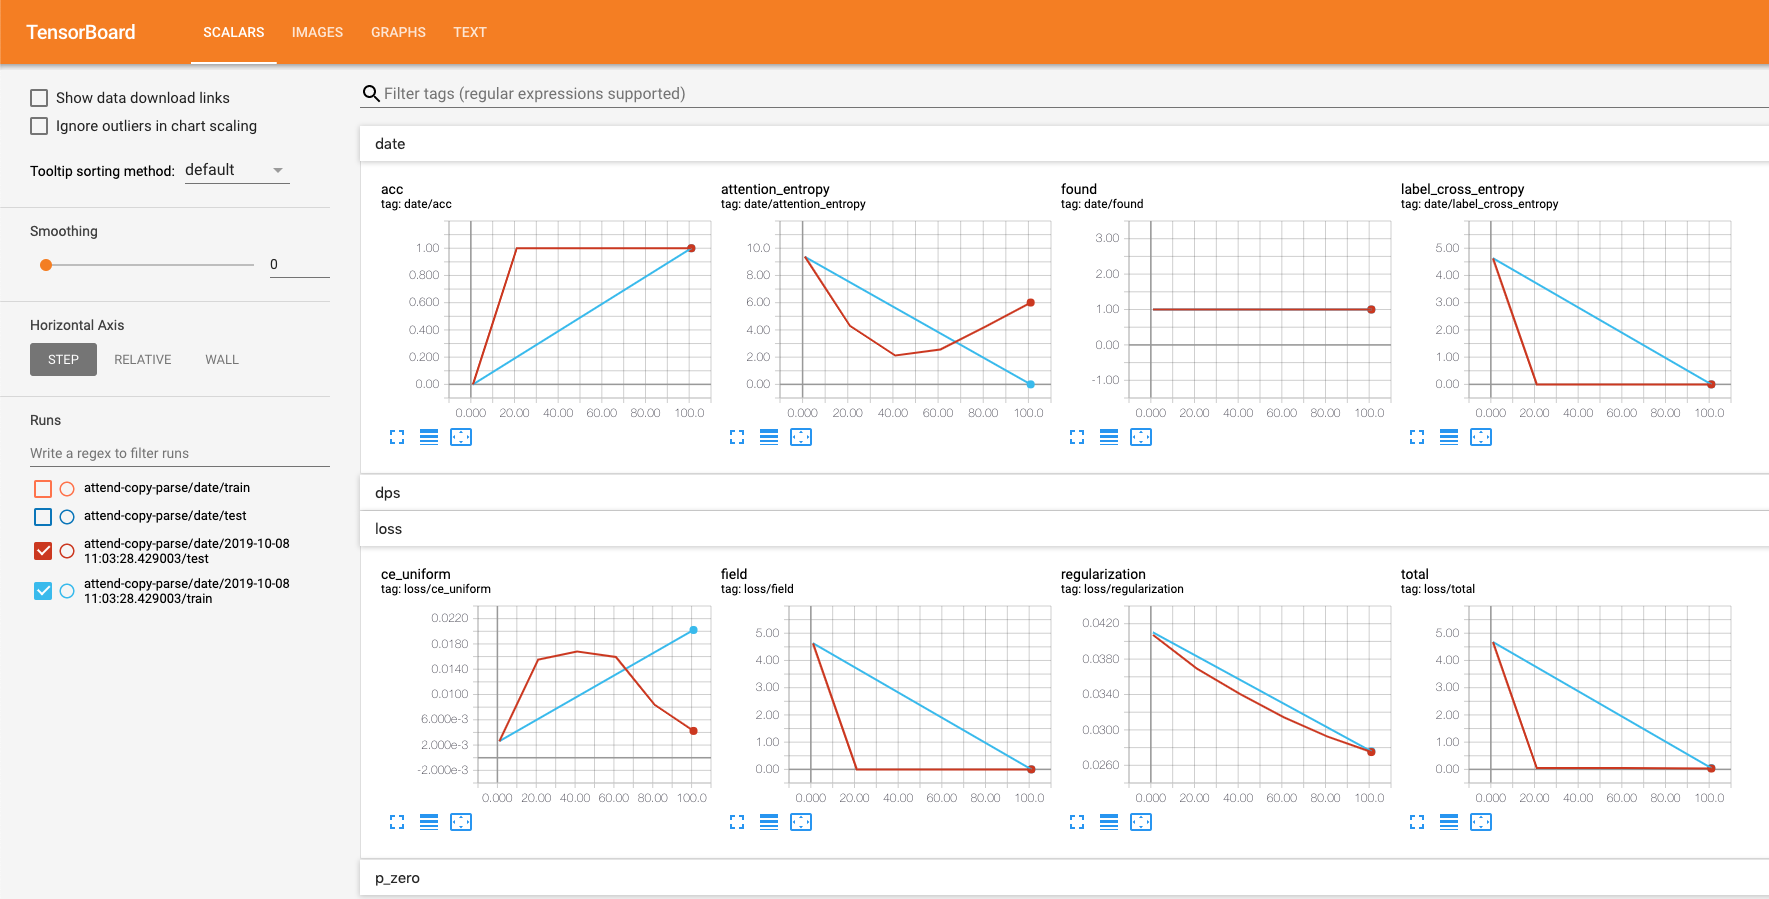 TensorBoard
SCALARS IMAGES GRAPHS TEXT
Show data download links
Ignore outliers in chart scaling
Tooltip sorting method: default
Smoothing
0
Horizontal Axis
STEP RELATIVE WALL
Runs
Write a regex to filter runs
attend-copy-parse/date/train
attend-copy-parse/date/test
attend-copy-parse/date/2019-10-08
11:03:28.429003/test
attend-copy-parse/date/2019-10-08
11:03:28.429003/train
Filter tags (regular expressions supported)
date
acc
tag: date/acc
1.00
0.800
0.600
0.400
0.200
0.00
0.000 20.00 40.00 60.00 80.00 100.0
attention_entropy
tag: date/attention_entropy
10.0
8.00
6.00
4.00
2.00
0.00
0.000 20.00 40.00 60.00 80.00 100.0
found
tag: date/found
3.00
2.00
1.00
0.00
-1.00
0.000 20.00 40.00 60.00 80.00 100.0
label_cross_entropy
tag: date/label_cross_entropy
5.00
4.00
3.00
2.00
1.00
0.00
0.000 20.00 40.00 60.00 80.00 100.0
dps
loss
ce_uniform
tag: loss/ce_uniform
0.0220
0.0180
0.0140
0.0100
6.000e-3
2.000e-3
-2.000e-3
0.000 20.00 40.00 60.00 80.00 100.0
field
tag: loss/field
5.00
4.00
3.00
2.00
1.00
0.00
0.000 20.00 40.00 60.00 80.00 100.0
regularization
tag: loss/regularization
0.0420
0.0380
0.0340
0.0300
0.0260
0.000 20.00 40.00 60.00 80.00 100.0
total
tag: loss/total
5.00
4.00
3.00
2.00
1.00
0.00
0.000 20.00 40.00 60.00 80.00 100.0
p_zero